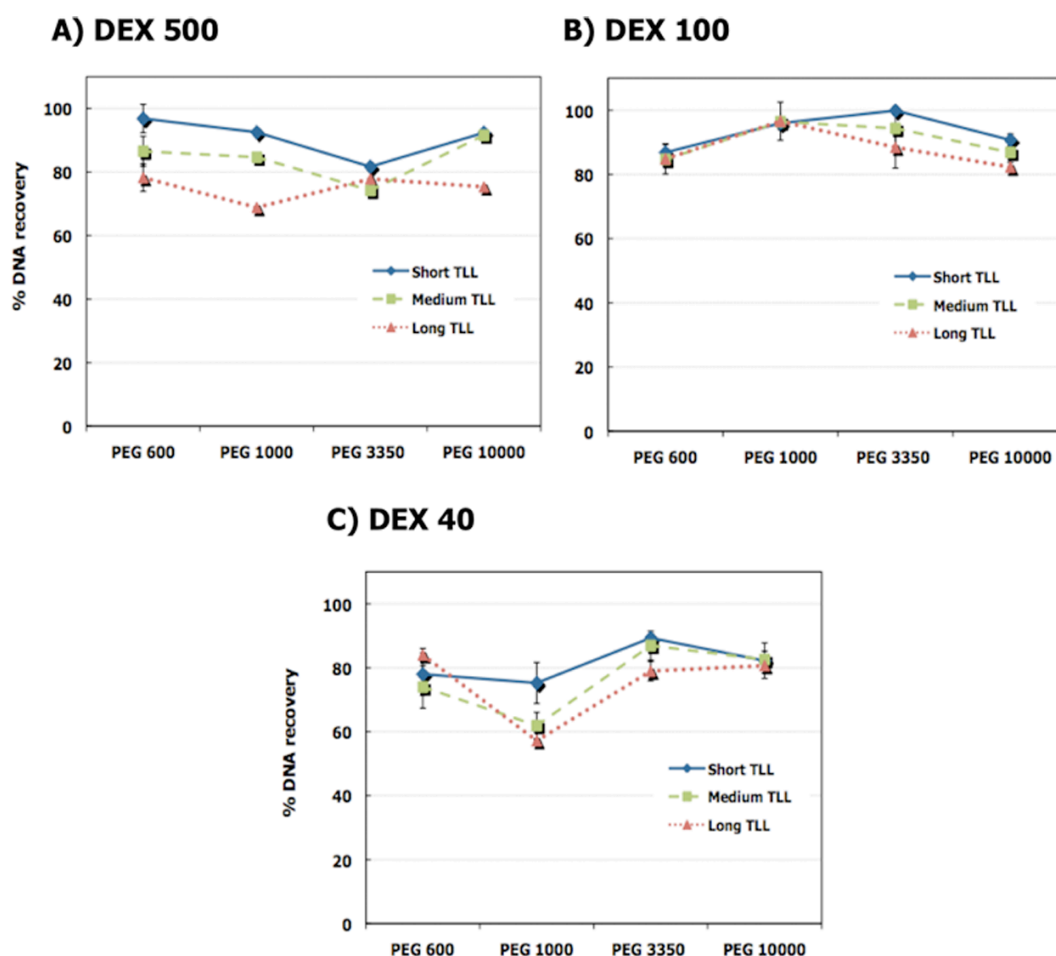 A) DEX 500
% DNA recovery
100
80
60
40
20
0
Short TLL
Medium TLL
Long TLL
PEG 600 PEG 1000 PEG 3350 PEG 10000
B) DEX 100
100
80
60
40
20
0
Short TLL
Medium TLL
Long TLL
PEG 600 PEG 1000 PEG 3350 PEG 10000
C) DEX 40
% DNA recovery
100
80
60
40
20
0
Short TLL
Medium TLL
Long TLL
PEG 600 PEG 1000 PEG 3350 PEG 10000